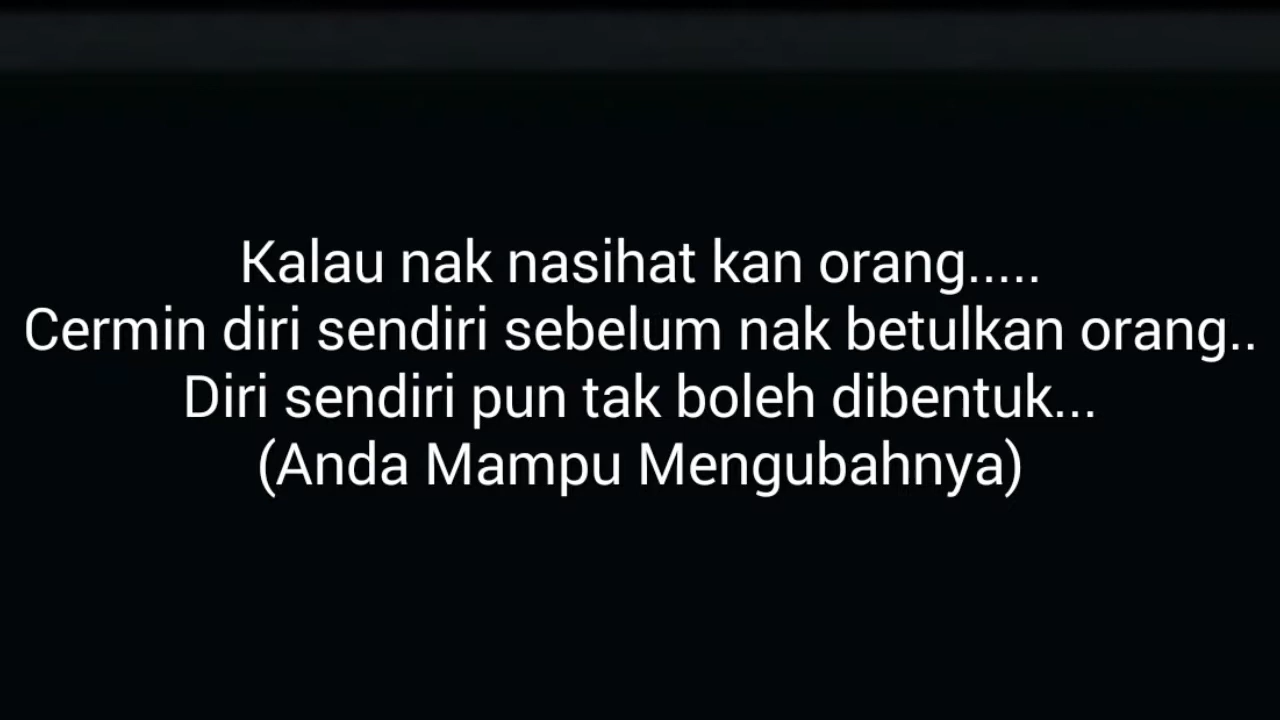 Kalau nak nasihat kan orang.....
Cermin diri sendiri sebelum nak betulkan orang..
Diri sendiri pun tak boleh dibentuk...
(Anda Mampu Mengubahnya)